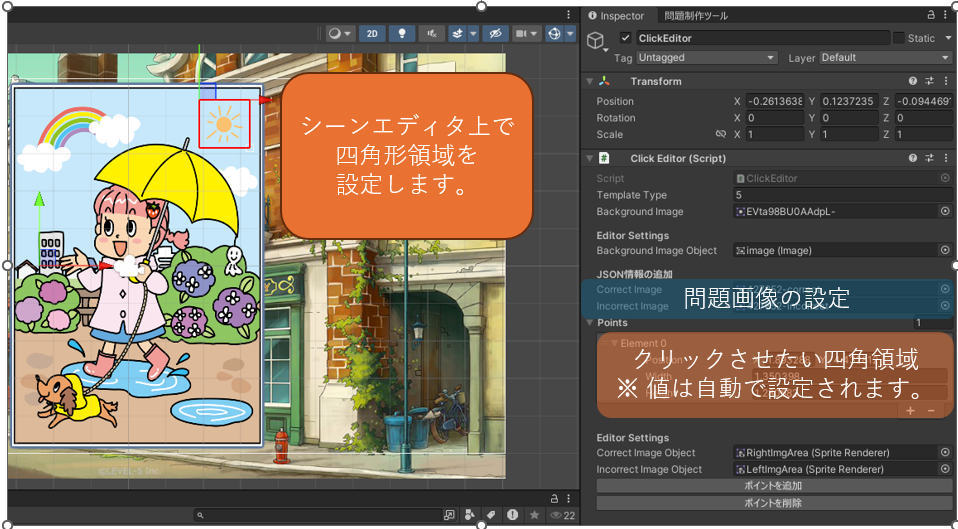 Inspector
問題制作ツール
2D
ClickEditor
Static
Tag Untagged
Layer Default
Transform
Position X -0.2613638 Y 0.1237235 Z -0.094469
Rotation X 0 Y 0 Z 0
Scale X 1 Y 1 Z 1
Click Editor (Script)
Script ClickEditor
Template Type 5
Background Image EVta98BU0AAdpL-
Editor Settings
Background Image Object image (Image)
JSON情報の追加
Correct Image
Incorrect Image
問題画像の設定
Points 1
Element 0
Position
Width 1.350398
クリックさせたい四角領域
※ 値は自動で設定されます。
Editor Settings
Correct Image Object RightImgArea (Sprite Renderer)
Incorrect Image Object LeftImgArea (Sprite Renderer)
ポイントを追加
ポイントを削除
シーンエディタ上で
四角形領域を
設定します。
©LEVEL-5 Inc.
22